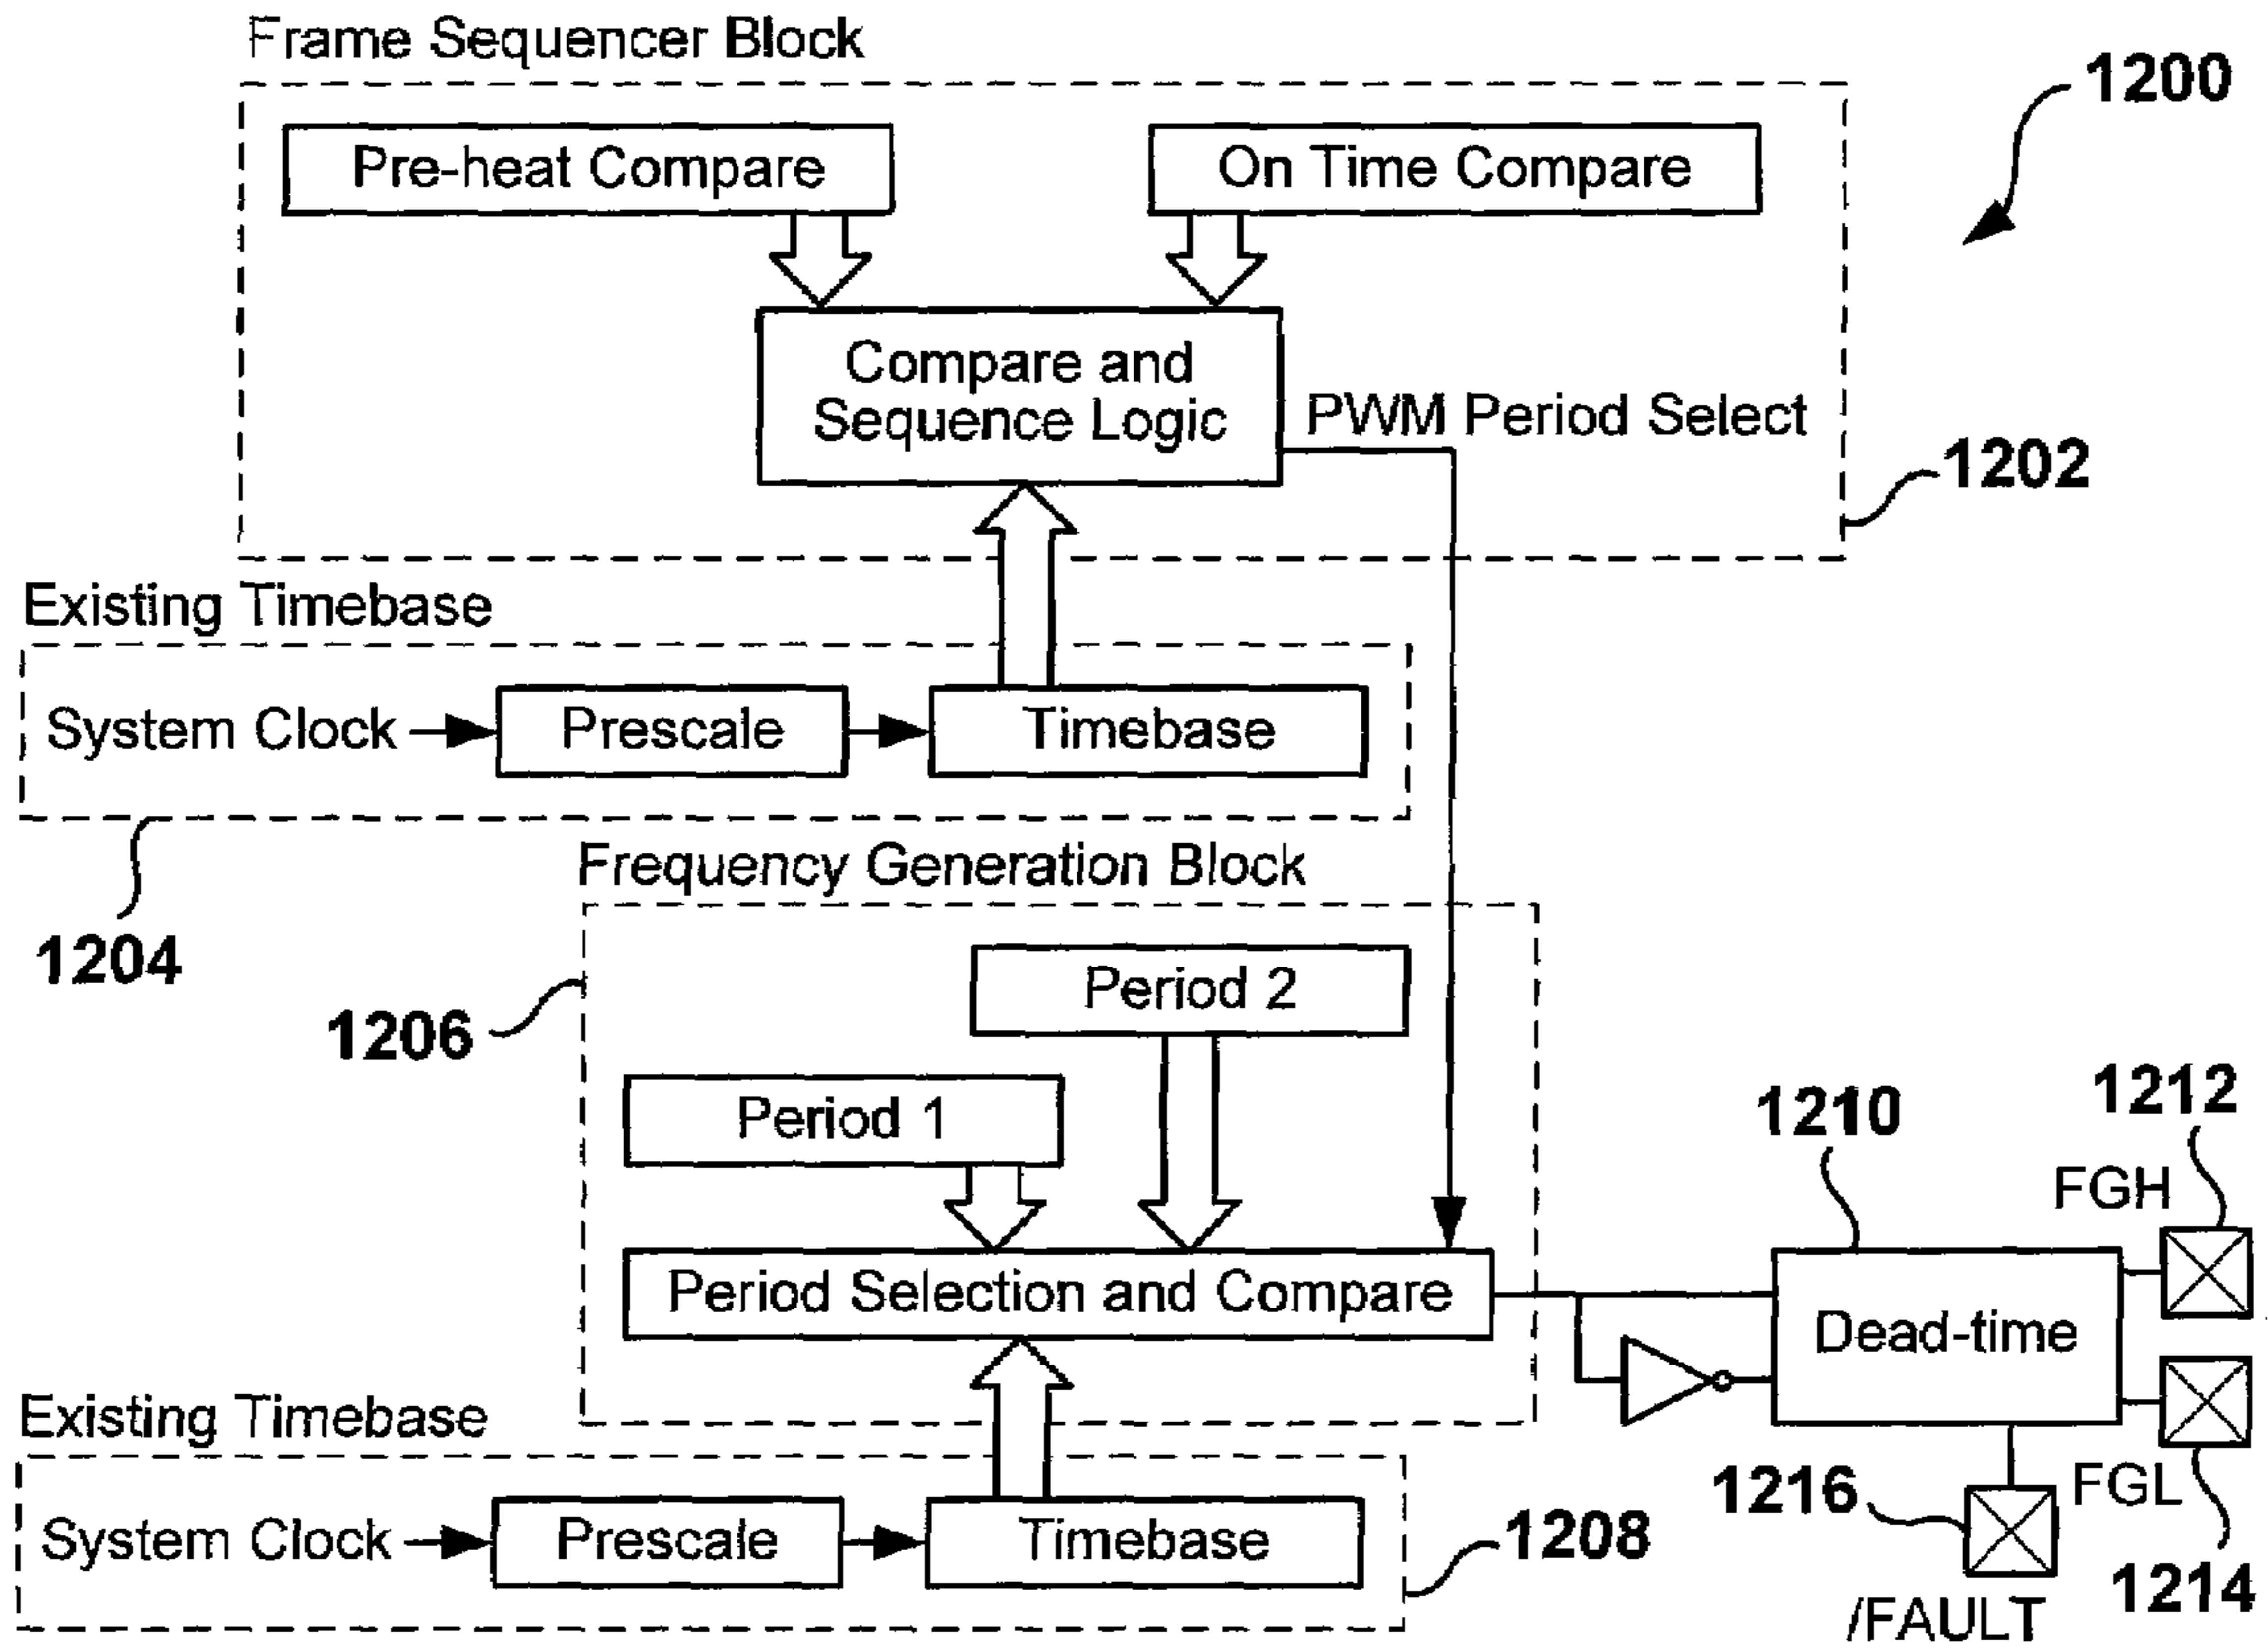 Frame Sequencer Block
1200
Pre-heat Compare
On Time Compare
Compare and
Sequence Logic
PWM Period Select
1202
Existing Timebase
System Clock
Prescale
Timebase
1204
Frequency Generation Block
1206
Period 2
Period 1
1210
1212
FGH
Period Selection and Compare
Dead-time
Existing Timebase
System Clock
Prescale
Timebase
1208
1216
FGL
1214
/FAULT